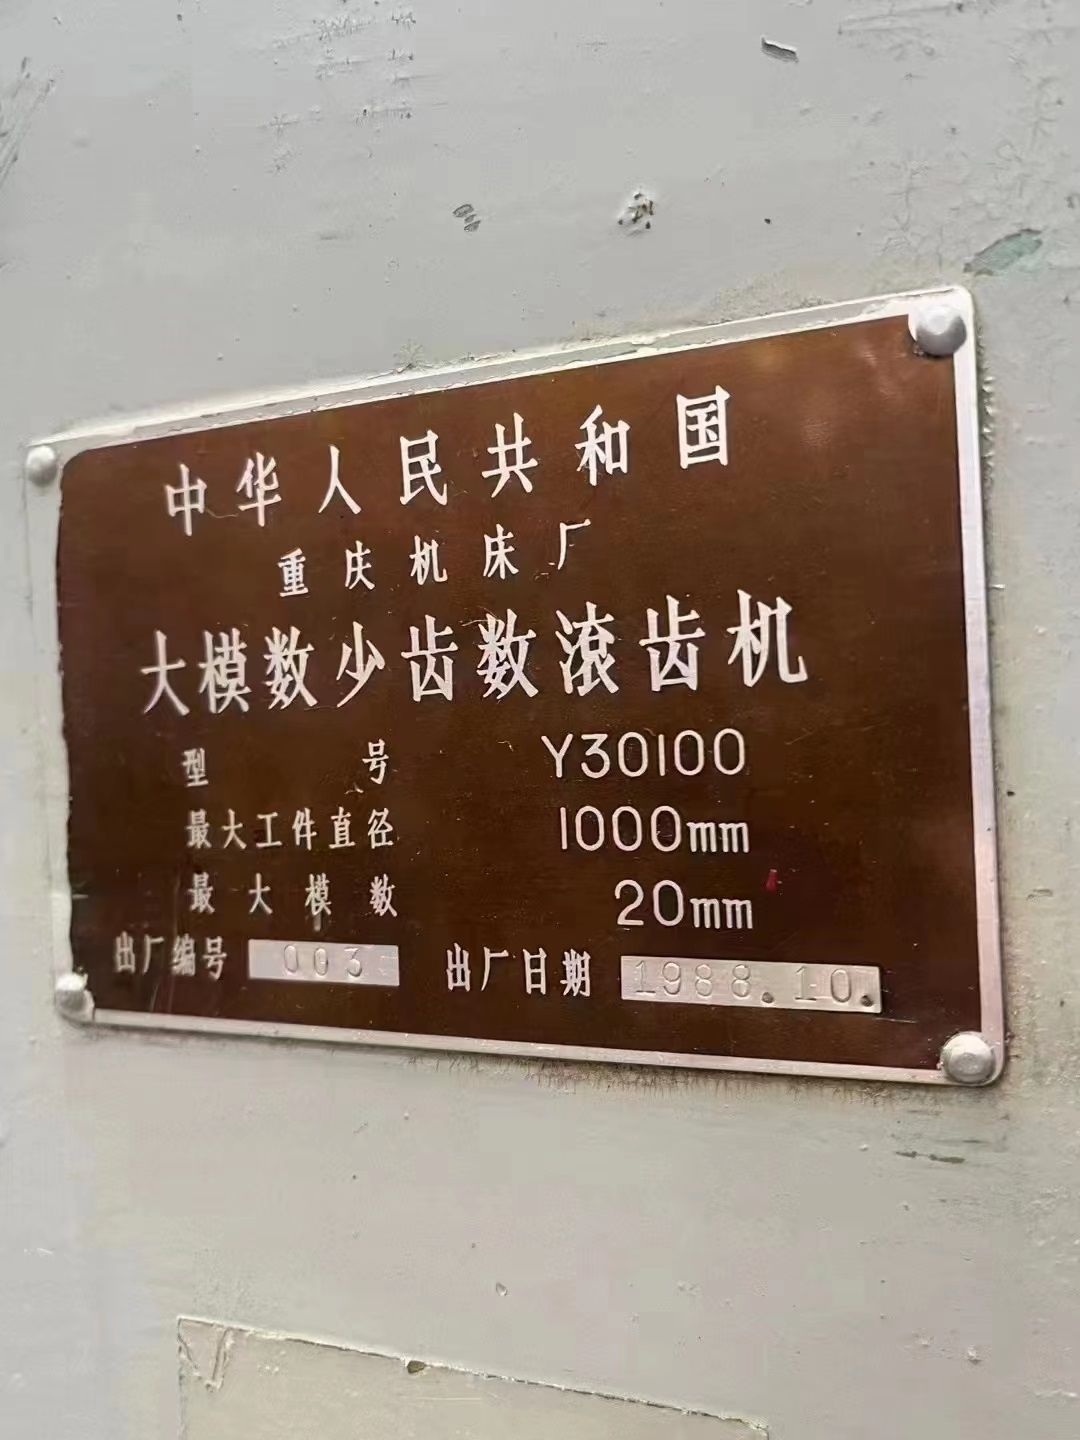 中华人民共和国
重庆机床厂
大模数少齿数滚齿机
型号 Y30100
最大工件直径 1000mm
最大模数 20mm
出厂编号 003 出厂日期 1988.10.